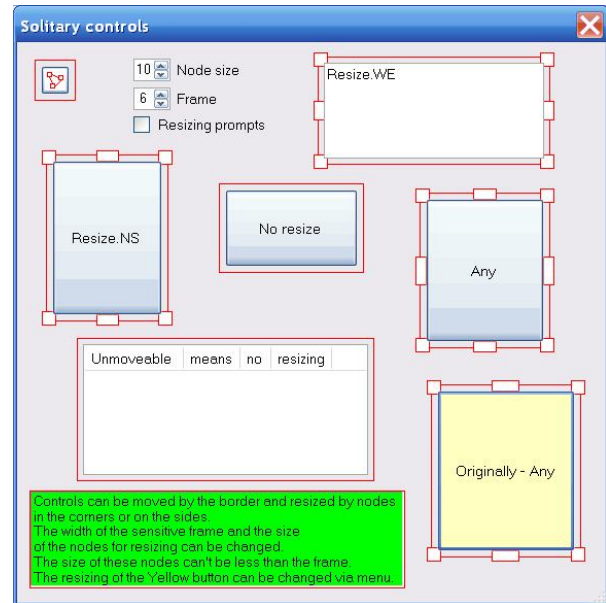 Solitary controls
10 Node size
6 Frame
Resizing prompts
Resize.WE
Resize.NS
No resize
Any
Unmoveable means no resizing
Originally - Any
Controls can be moved by the border and resized by nodes
in the corners or on the sides.
The width of the sensitive frame and the size
of the nodes for resizing can be changed.
The size of these nodes can't be less than the frame.
The resizing of the Yellow button can be changed via menu.